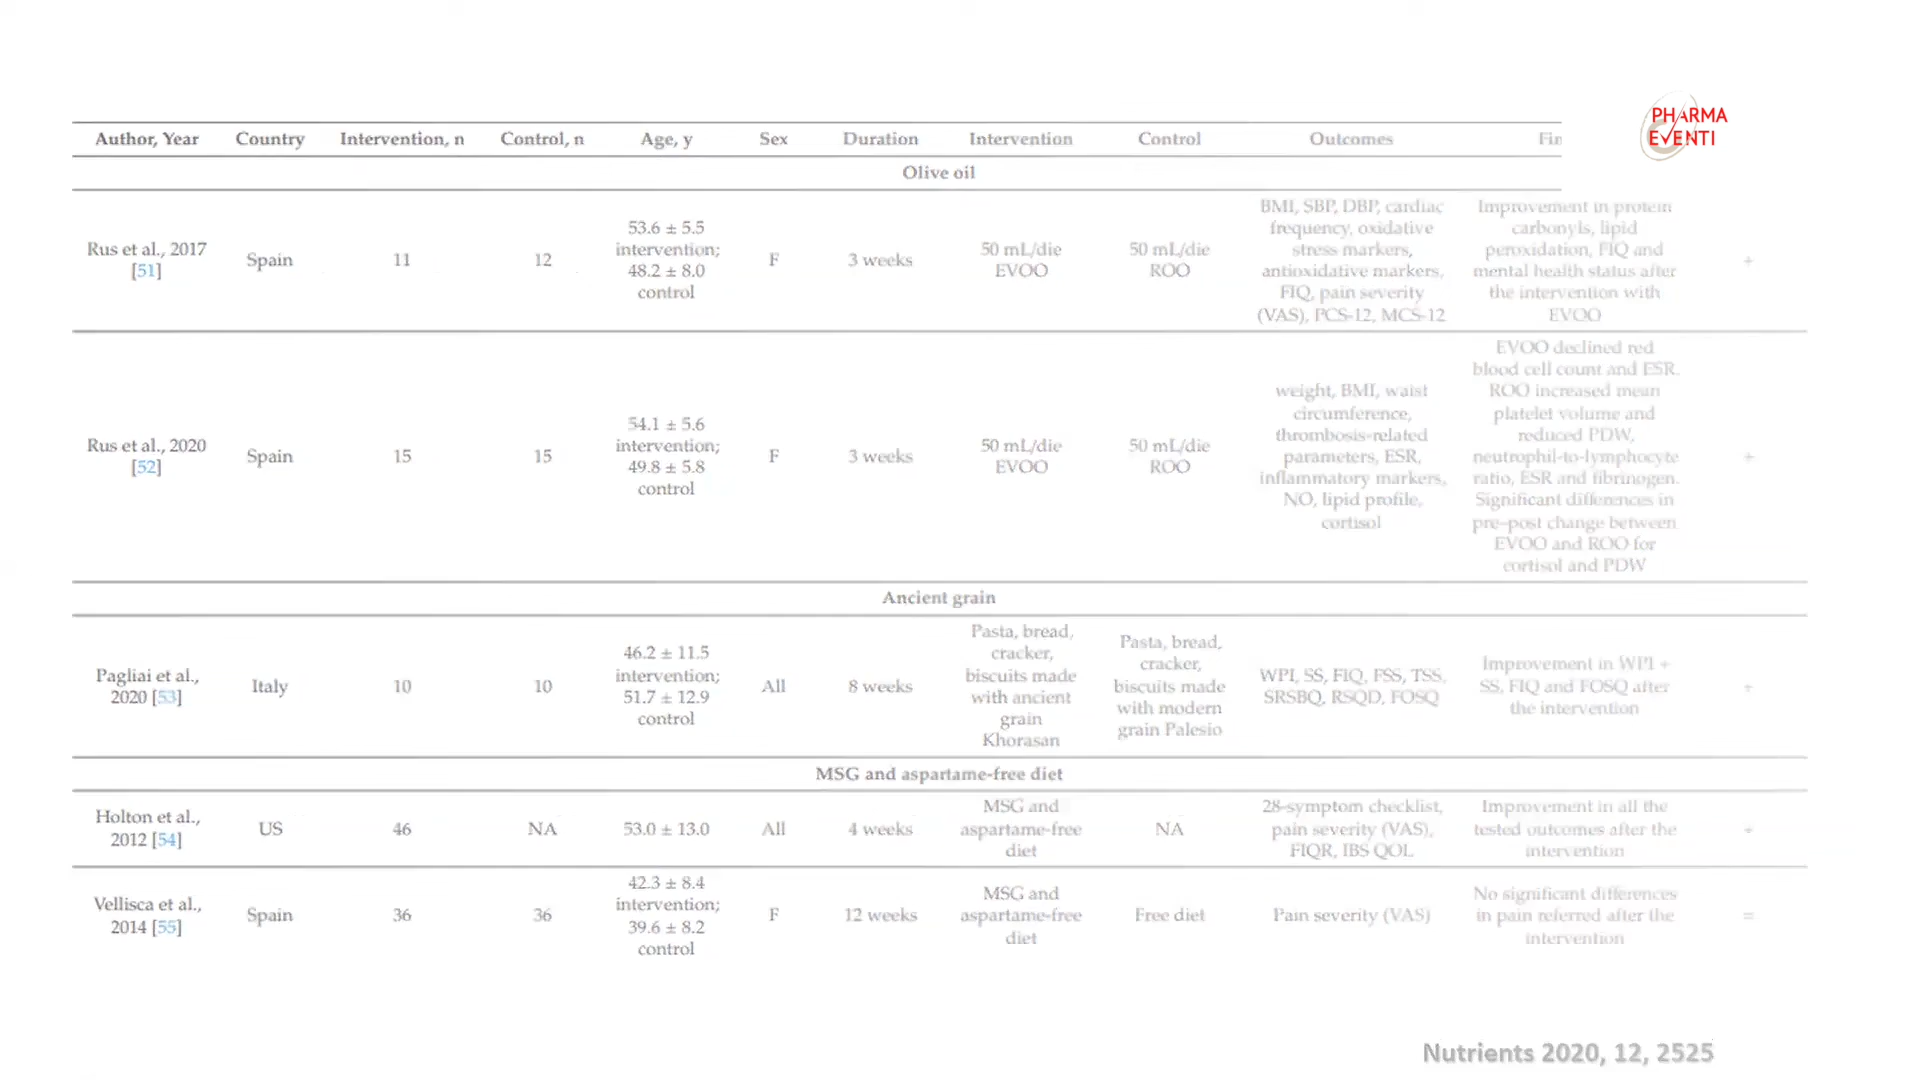 PHARMA
EVENTI
Author, Year Country Intervention, n Control, n Age, y Sex Duration Intervention Control Outcomes Fin
Olive oil
Rus et al., 2017
[51]
Spain
11
12
53.6 ± 5.5
intervention;
48.2 ± 8.0
control
F
3 weeks
50 mL/die
EVOO
50 mL/die
ROO
BMI, SBP, DBP, cardiac
frequency, oxidative
stress markers,
antioxidative markers,
FIQ, pain severity
(VAS), PCS-12, MCS-12
Improvement in protein
carbonyls, lipid
peroxidation, FIQ and
mental health status after
the intervention with
EVOO
+
Rus et al., 2020
[52]
Spain
15
15
54.1 ± 5.6
intervention;
49.8 ± 5.8
control
F
3 weeks
50 mL/die
EVOO
50 mL/die
ROO
weight, BMI, waist
circumference,
thrombosis-related
parameters, ESR,
inflammatory markers,
NO, lipid profile,
cortisol
EVOO declined red
blood cell count and ESR.
ROO increased mean
platelet volume and
reduced PDW,
neutrophil-to-lymphocyte
ratio, ESR and fibrinogen.
Significant differences in
pre–post change between
EVOO and ROO for
cortisol and PDW
+
Ancient grain
Pagliai et al.,
2020 [53]
Italy
10
10
46.2 ± 11.5
intervention;
51.7 ± 12.9
control
All
8 weeks
Pasta, bread,
cracker,
biscuits made
with ancient
grain
Khorasan
Pasta, bread,
cracker,
biscuits made
with modern
grain Palesio
WPI, SS, FIQ, FSS, TSS,
SRSBQ, RSQD, FOSQ
Improvement in WPI +
SS, FIQ and FOSQ after
the intervention
+
MSG and aspartame-free diet
Holton et al.,
2012 [54]
US
46
NA
53.0 ± 13.0
All
4 weeks
MSG and
aspartame-free
diet
NA
28-symptom checklist,
pain severity (VAS),
FIQR, IBS QOL
Improvement in all the
tested outcomes after the
intervention
+
Vellisca et al.,
2014 [55]
Spain
36
36
42.3 ± 8.4
intervention;
39.6 ± 8.2
control
F
12 weeks
MSG and
aspartame-free
diet
Free diet
Pain severity (VAS)
No significant differences
in pain referred after the
intervention
=
Nutrients 2020, 12, 2525